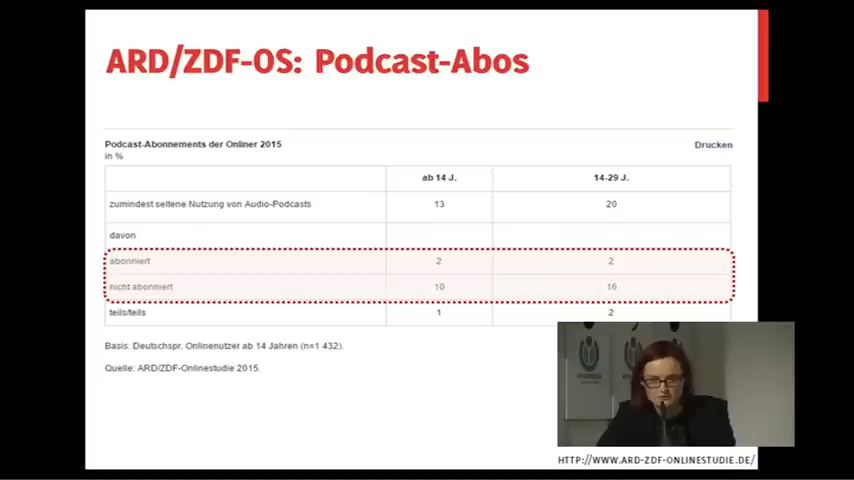 ARD/ZDF-OS: Podcast-Abos
Podcast-Abonnements der Onliner 2015
Drucken
in %
ab 14 J. 14-29 J.
zumindest seltene Nutzung von Audio-Podcasts 13 20
davon
abonniert 2 2
nicht abonniert 10 16
teils/teils 1 2
Basis: Deutschspr. Onlinenutzer ab 14 Jahren (n=1 432).
Quelle: ARD/ZDF-Onlinestudie 2015.
HTTP://WWW.ARD-ZDF-ONLINESTUDIE.DE/